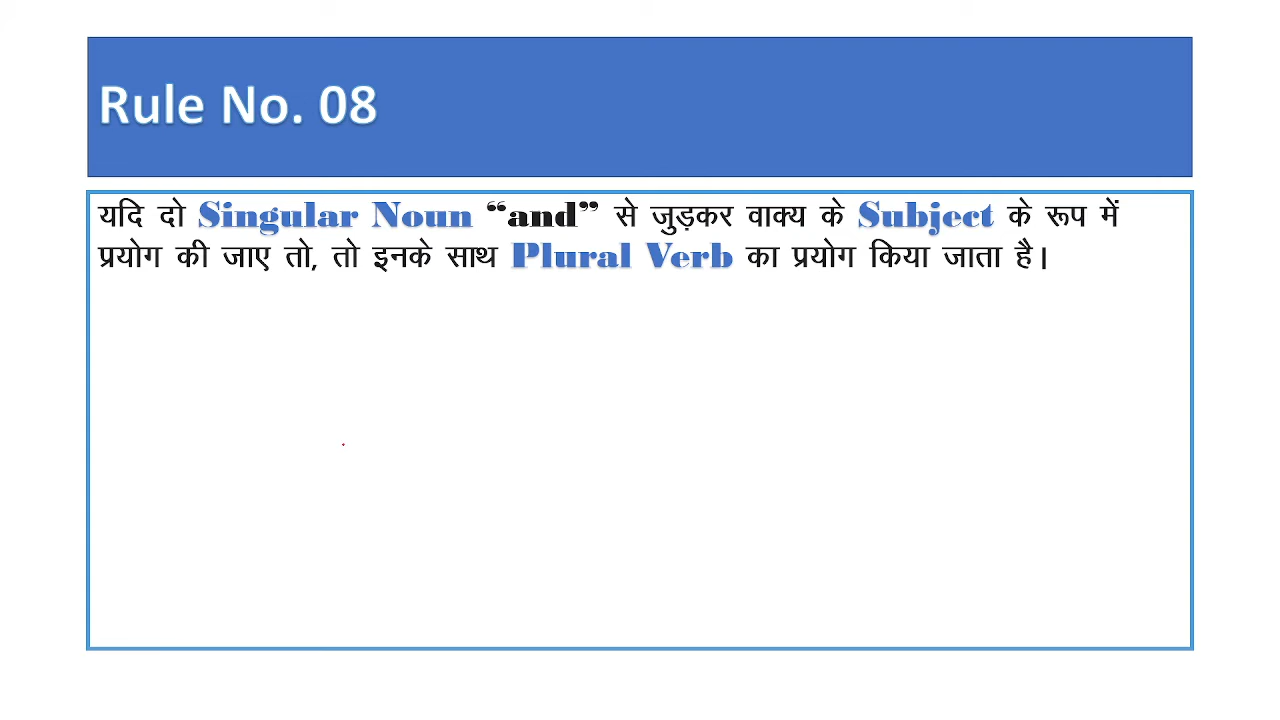 Rule No. 08
यदि दो Singular Noun “and” से जुड़कर वाक्य के Subject के रूप में
प्रयोग की जाए तो, तो इनके साथ Plural Verb का प्रयोग किया जाता है।